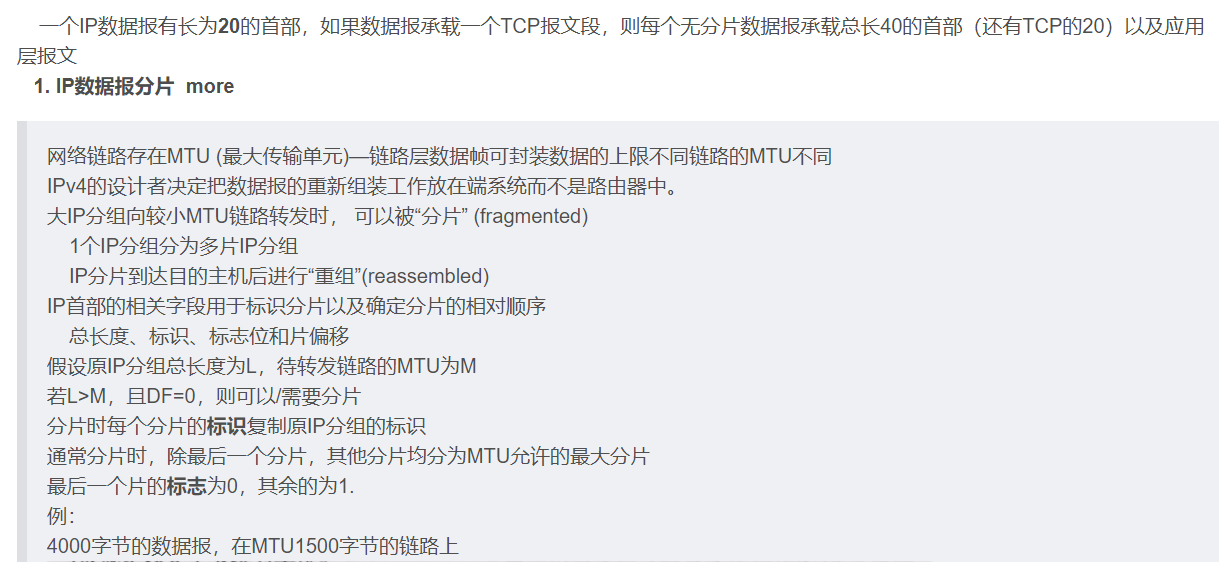 一个IP数据报有长为20的首部，如果数据报承载一个TCP报文段，则每个无分片数据报承载总长40的首部（还有TCP的20）以及应用
层报文
1. IP数据报分片 more
网络链路存在MTU (最大传输单元)—链路层数据帧可封装数据的上限不同链路的MTU不同
IPv4的设计者决定把数据报的重新组装工作放在端系统而不是路由器中。
大IP分组向较小MTU链路转发时， 可以被“分片” (fragmented)
1个IP分组分为多片IP分组
IP分片到达目的主机后进行“重组”(reassembled)
IP首部的相关字段用于标识分片以及确定分片的相对顺序
总长度、标识、标志位和片偏移
假设原IP分组总长度为L，待转发链路的MTU为M
若L>M，且DF=0，则可以/需要分片
分片时每个分片的标识复制原IP分组的标识
通常分片时，除最后一个分片，其他分片均分为MTU允许的最大分片
最后一个片的标志为0，其余的为1.
例：
4000字节的数据报，在MTU1500字节的链路上